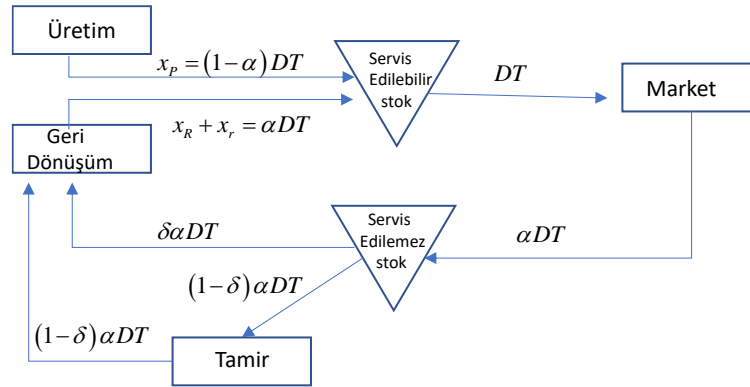 Üretim
x_P = (1-α)DT
Servis
Edilebilir
stok
DT
Market
x_R + x_r = αDT
Geri
Dönüşüm
Servis
Edilemez
stok
δαDT
αDT
(1-δ)αDT
(1-δ)αDT
Tamir